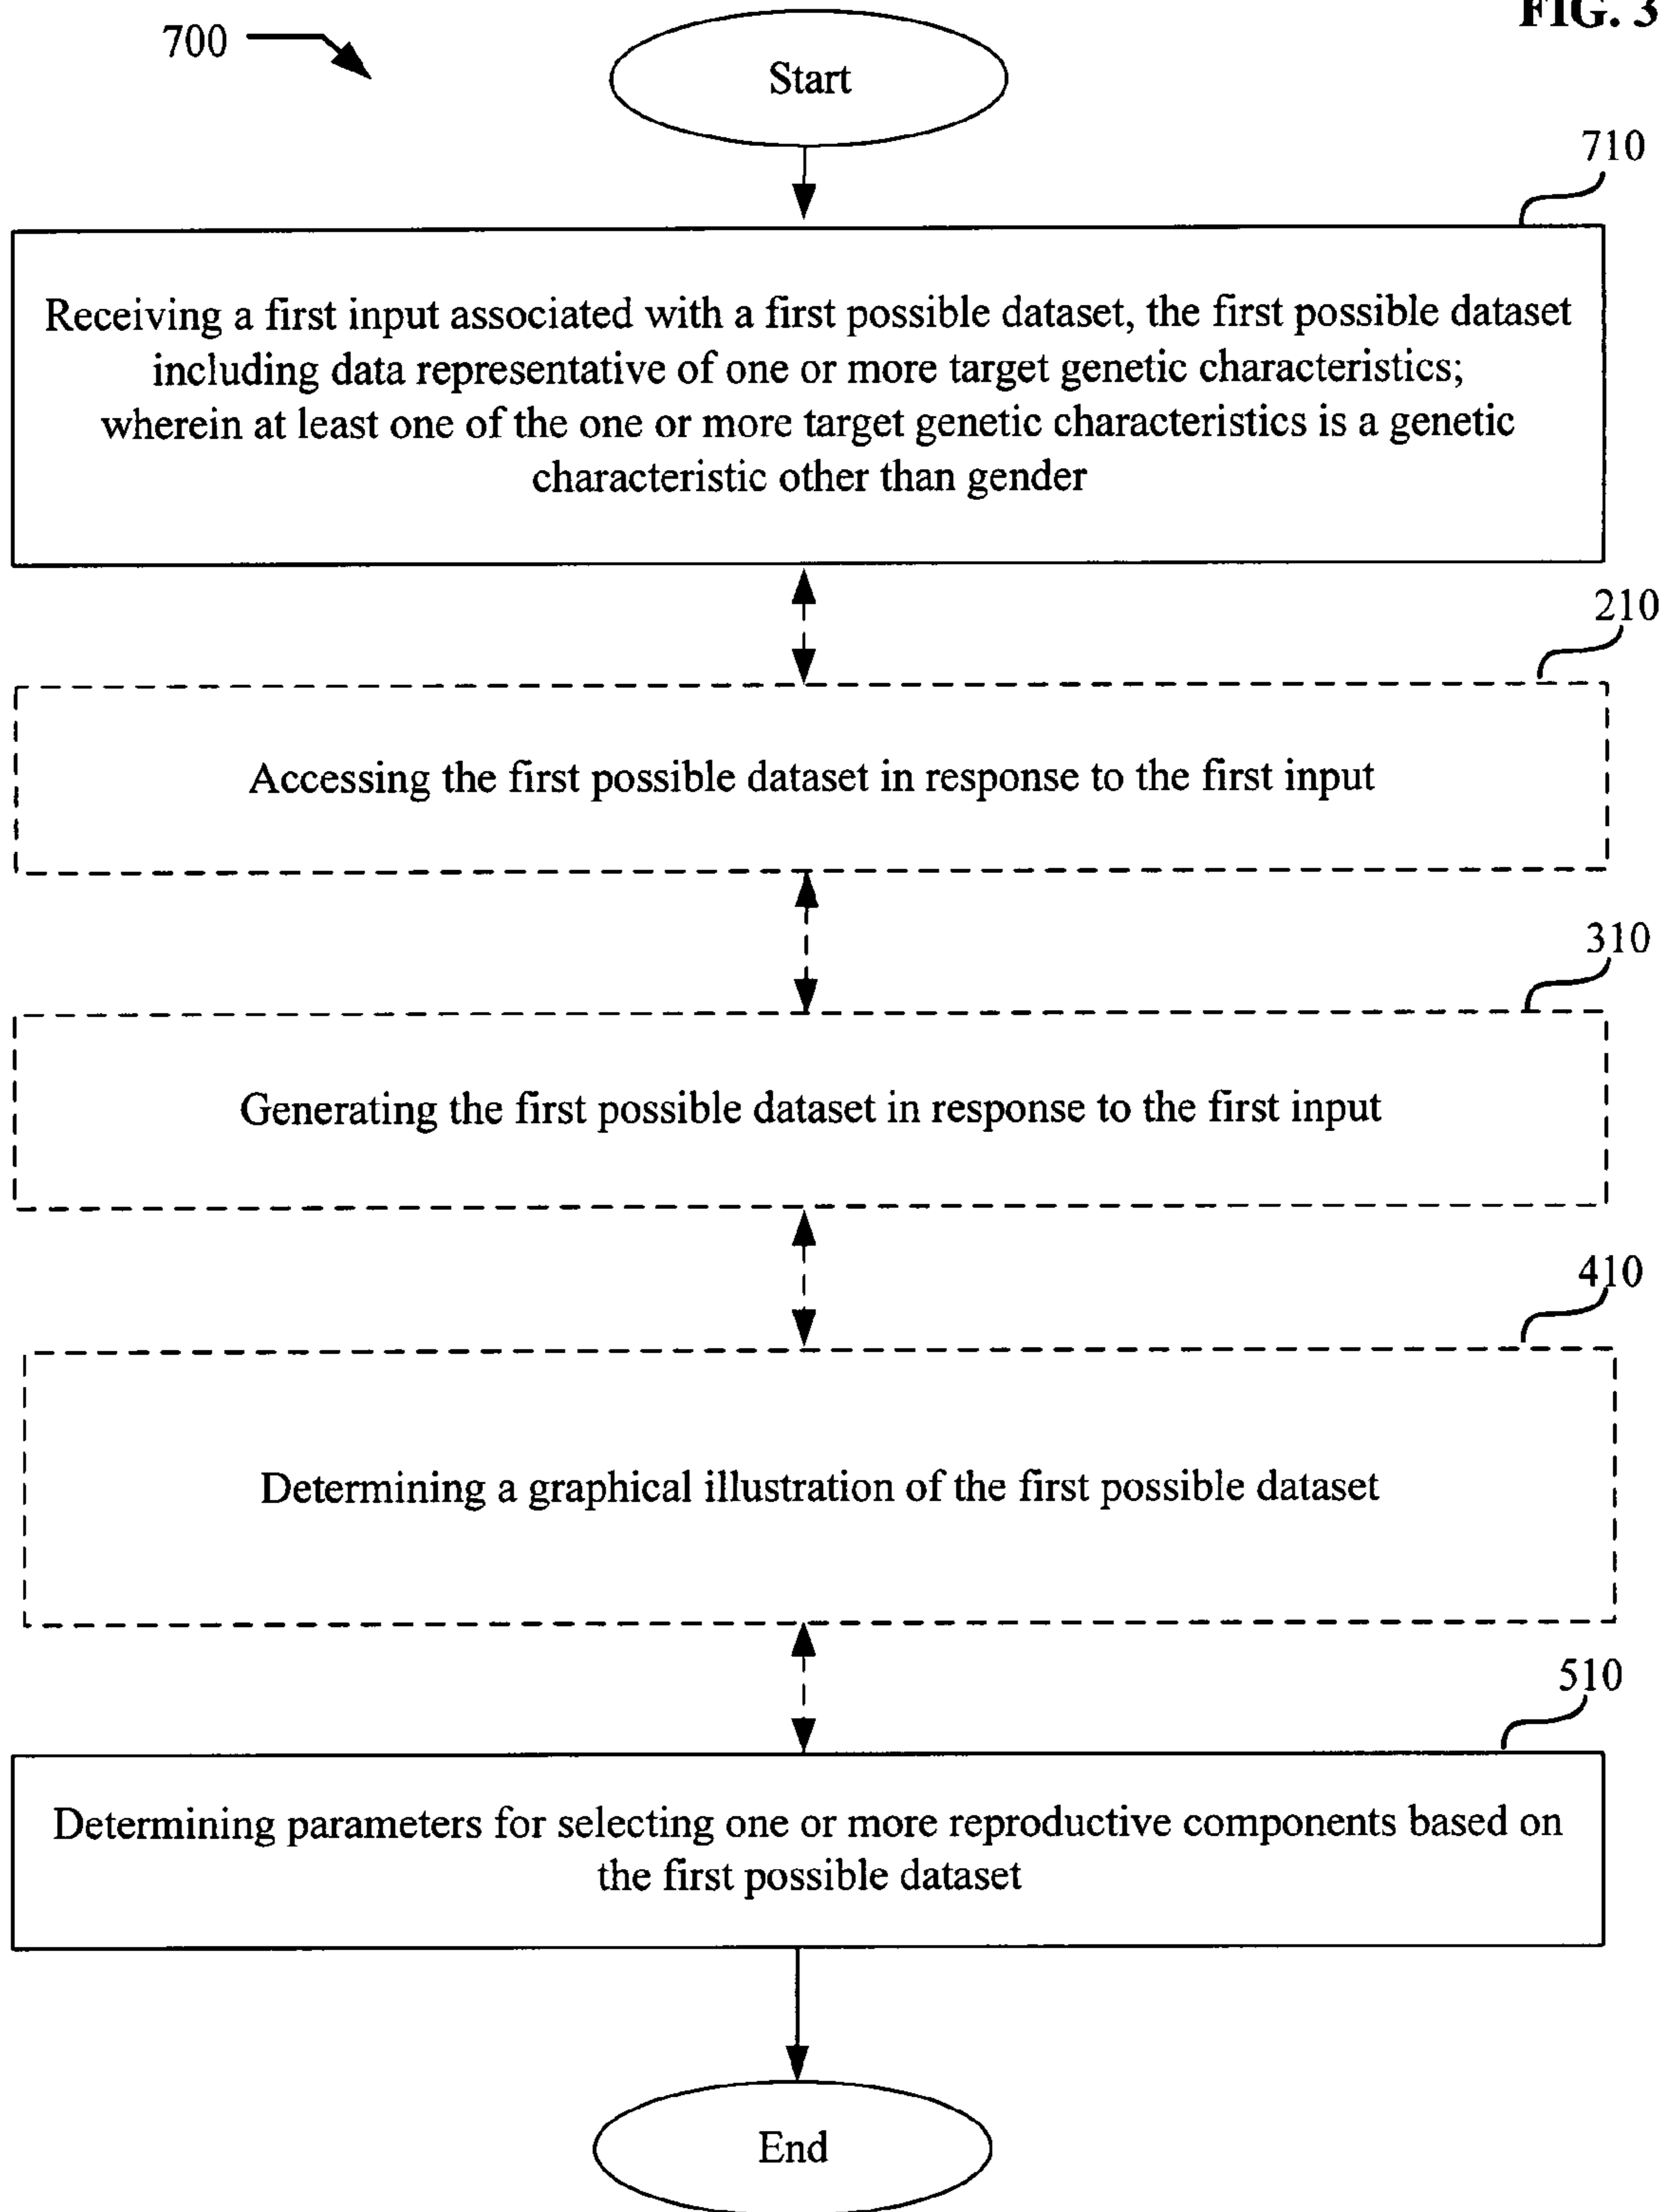 FIG. 3
700
Start
710
Receiving a first input associated with a first possible dataset, the first possible dataset
including data representative of one or more target genetic characteristics;
wherein at least one of the one or more target genetic characteristics is a genetic
characteristic other than gender
210
Accessing the first possible dataset in response to the first input
310
Generating the first possible dataset in response to the first input
410
Determining a graphical illustration of the first possible dataset
510
Determining parameters for selecting one or more reproductive components based on
the first possible dataset
End